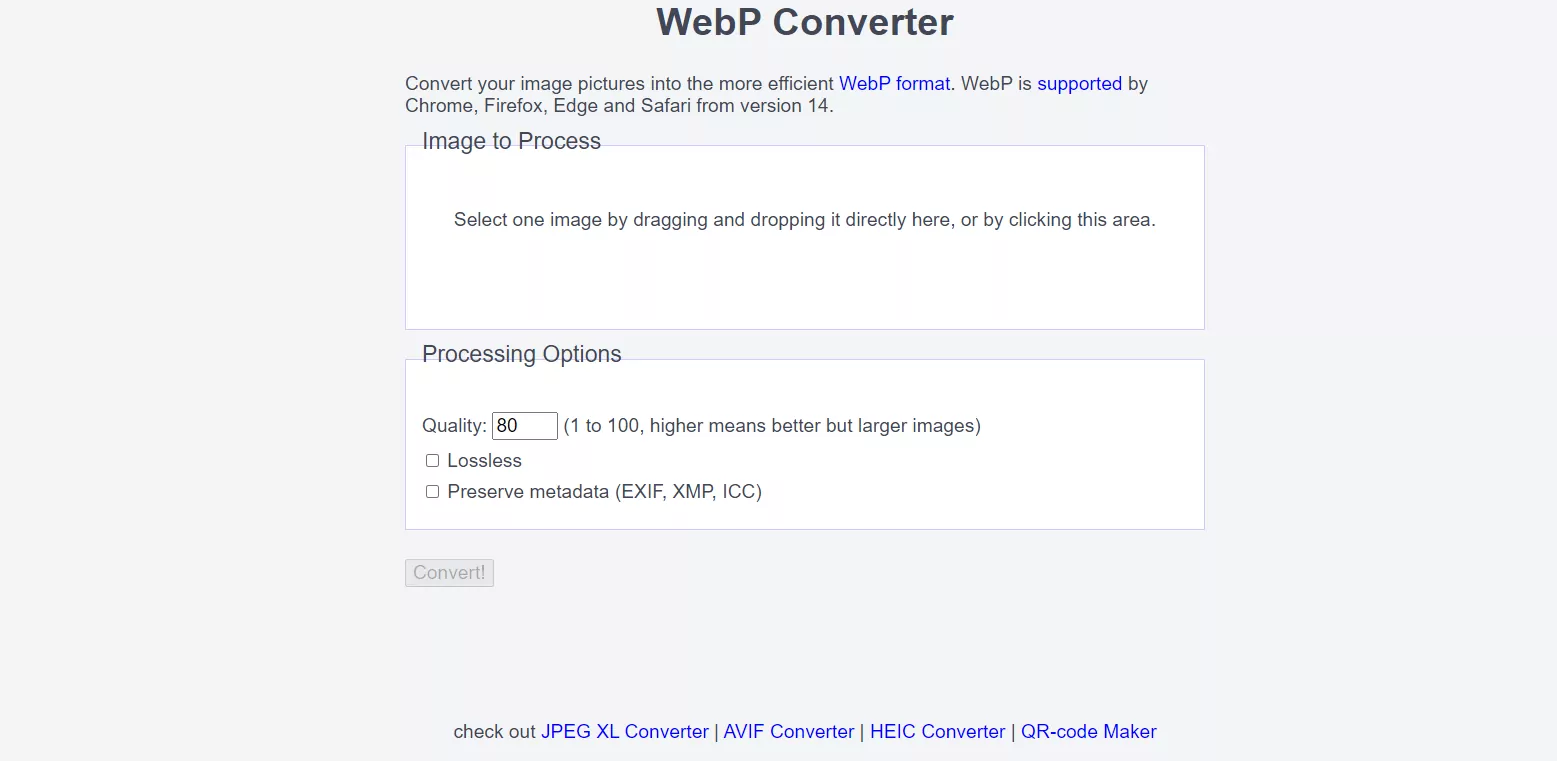 WebP Converter
Convert your image pictures into the more efficient WebP format. WebP is supported by
Chrome, Firefox, Edge and Safari from version 14.
Image to Process
Select one image by dragging and dropping it directly here, or by clicking this area.
Processing Options
Quality: 80 (1 to 100, higher means better but larger images)
Lossless
Preserve metadata (EXIF, XMP, ICC)
Convert!
check out JPEG XL Converter | AVIF Converter | HEIC Converter | QR-code Maker